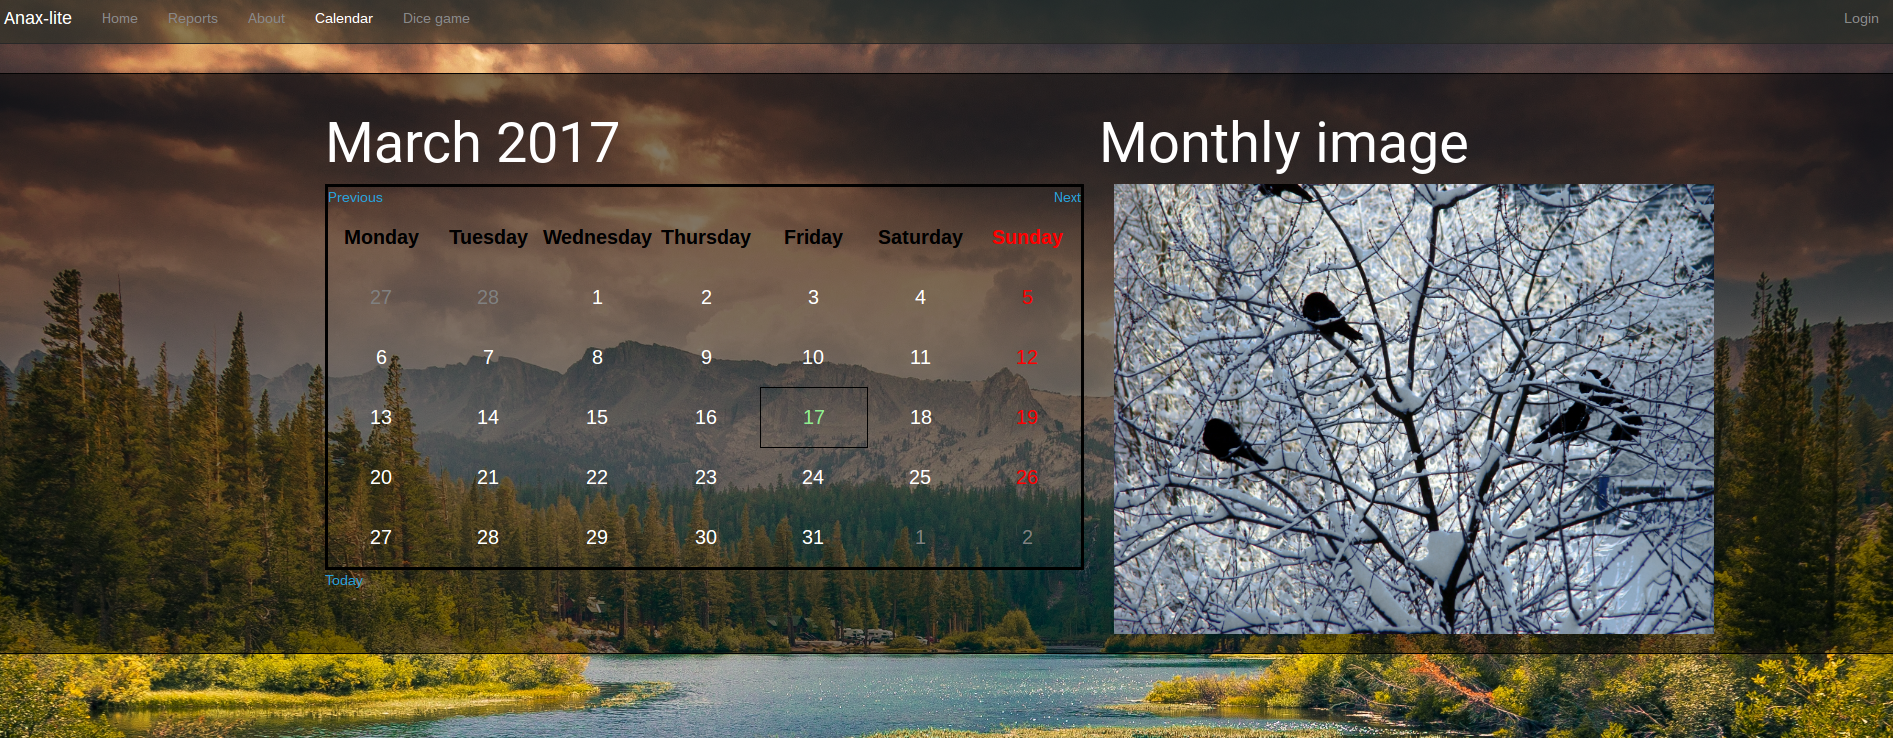 Anax-lite Home Reports About Calendar Dice game Login
March 2017
Previous Next
Monday Tuesday Wednesday Thursday Friday Saturday Sunday
27 28 1 2 3 4 5
6 7 8 9 10 11 12
13 14 15 16 17 18 19
20 21 22 23 24 25 26
27 28 29 30 31 1 2
Today
Monthly image